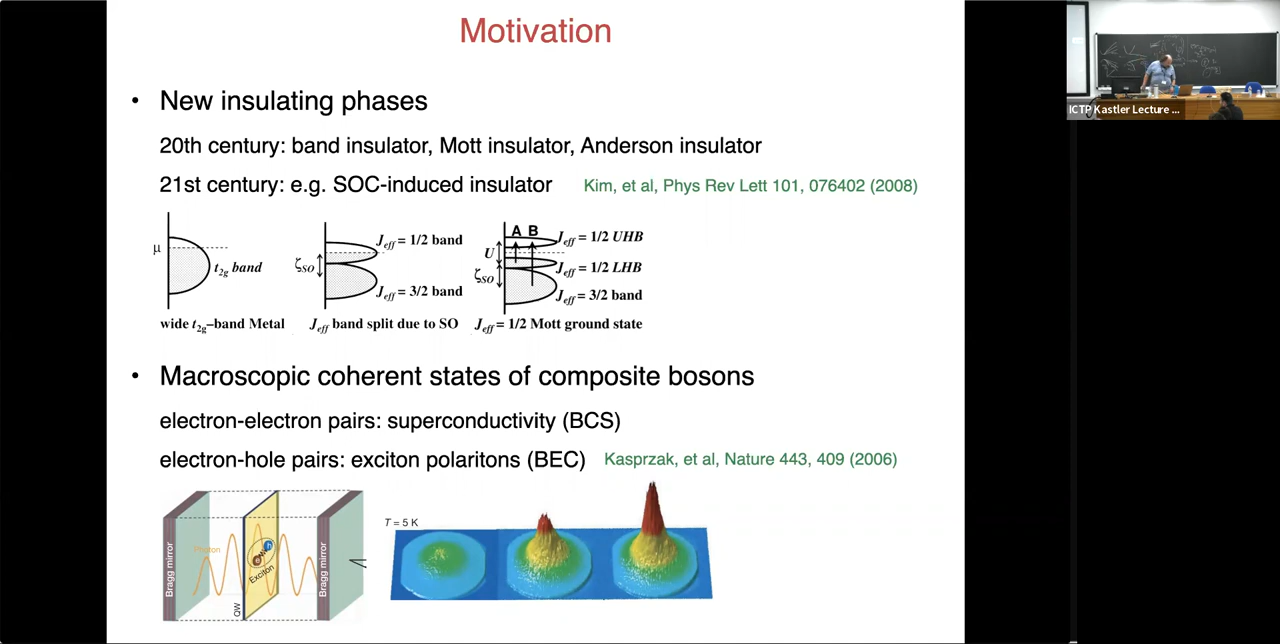 Motivation
• New insulating phases
20th century: band insulator, Mott insulator, Anderson insulator
21st century: e.g. SOC-induced insulator Kim, et al, Phys Rev Lett 101, 076402 (2008)
μ
t2g band
wide t2g–band Metal
ζSO
Jeff = 1/2 band
Jeff = 3/2 band
Jeff band split due to SO
A B
U
ζSO
Jeff = 1/2 UHB
Jeff = 1/2 LHB
Jeff = 3/2 band
Jeff = 1/2 Mott ground state
• Macroscopic coherent states of composite bosons
electron-electron pairs: superconductivity (BCS)
electron-hole pairs: exciton polaritons (BEC) Kasprzak, et al, Nature 443, 409 (2006)
Bragg mirror
Photon
Exciton
QW
Bragg mirror
T = 5 K
ICTP Kastler Lecture ...